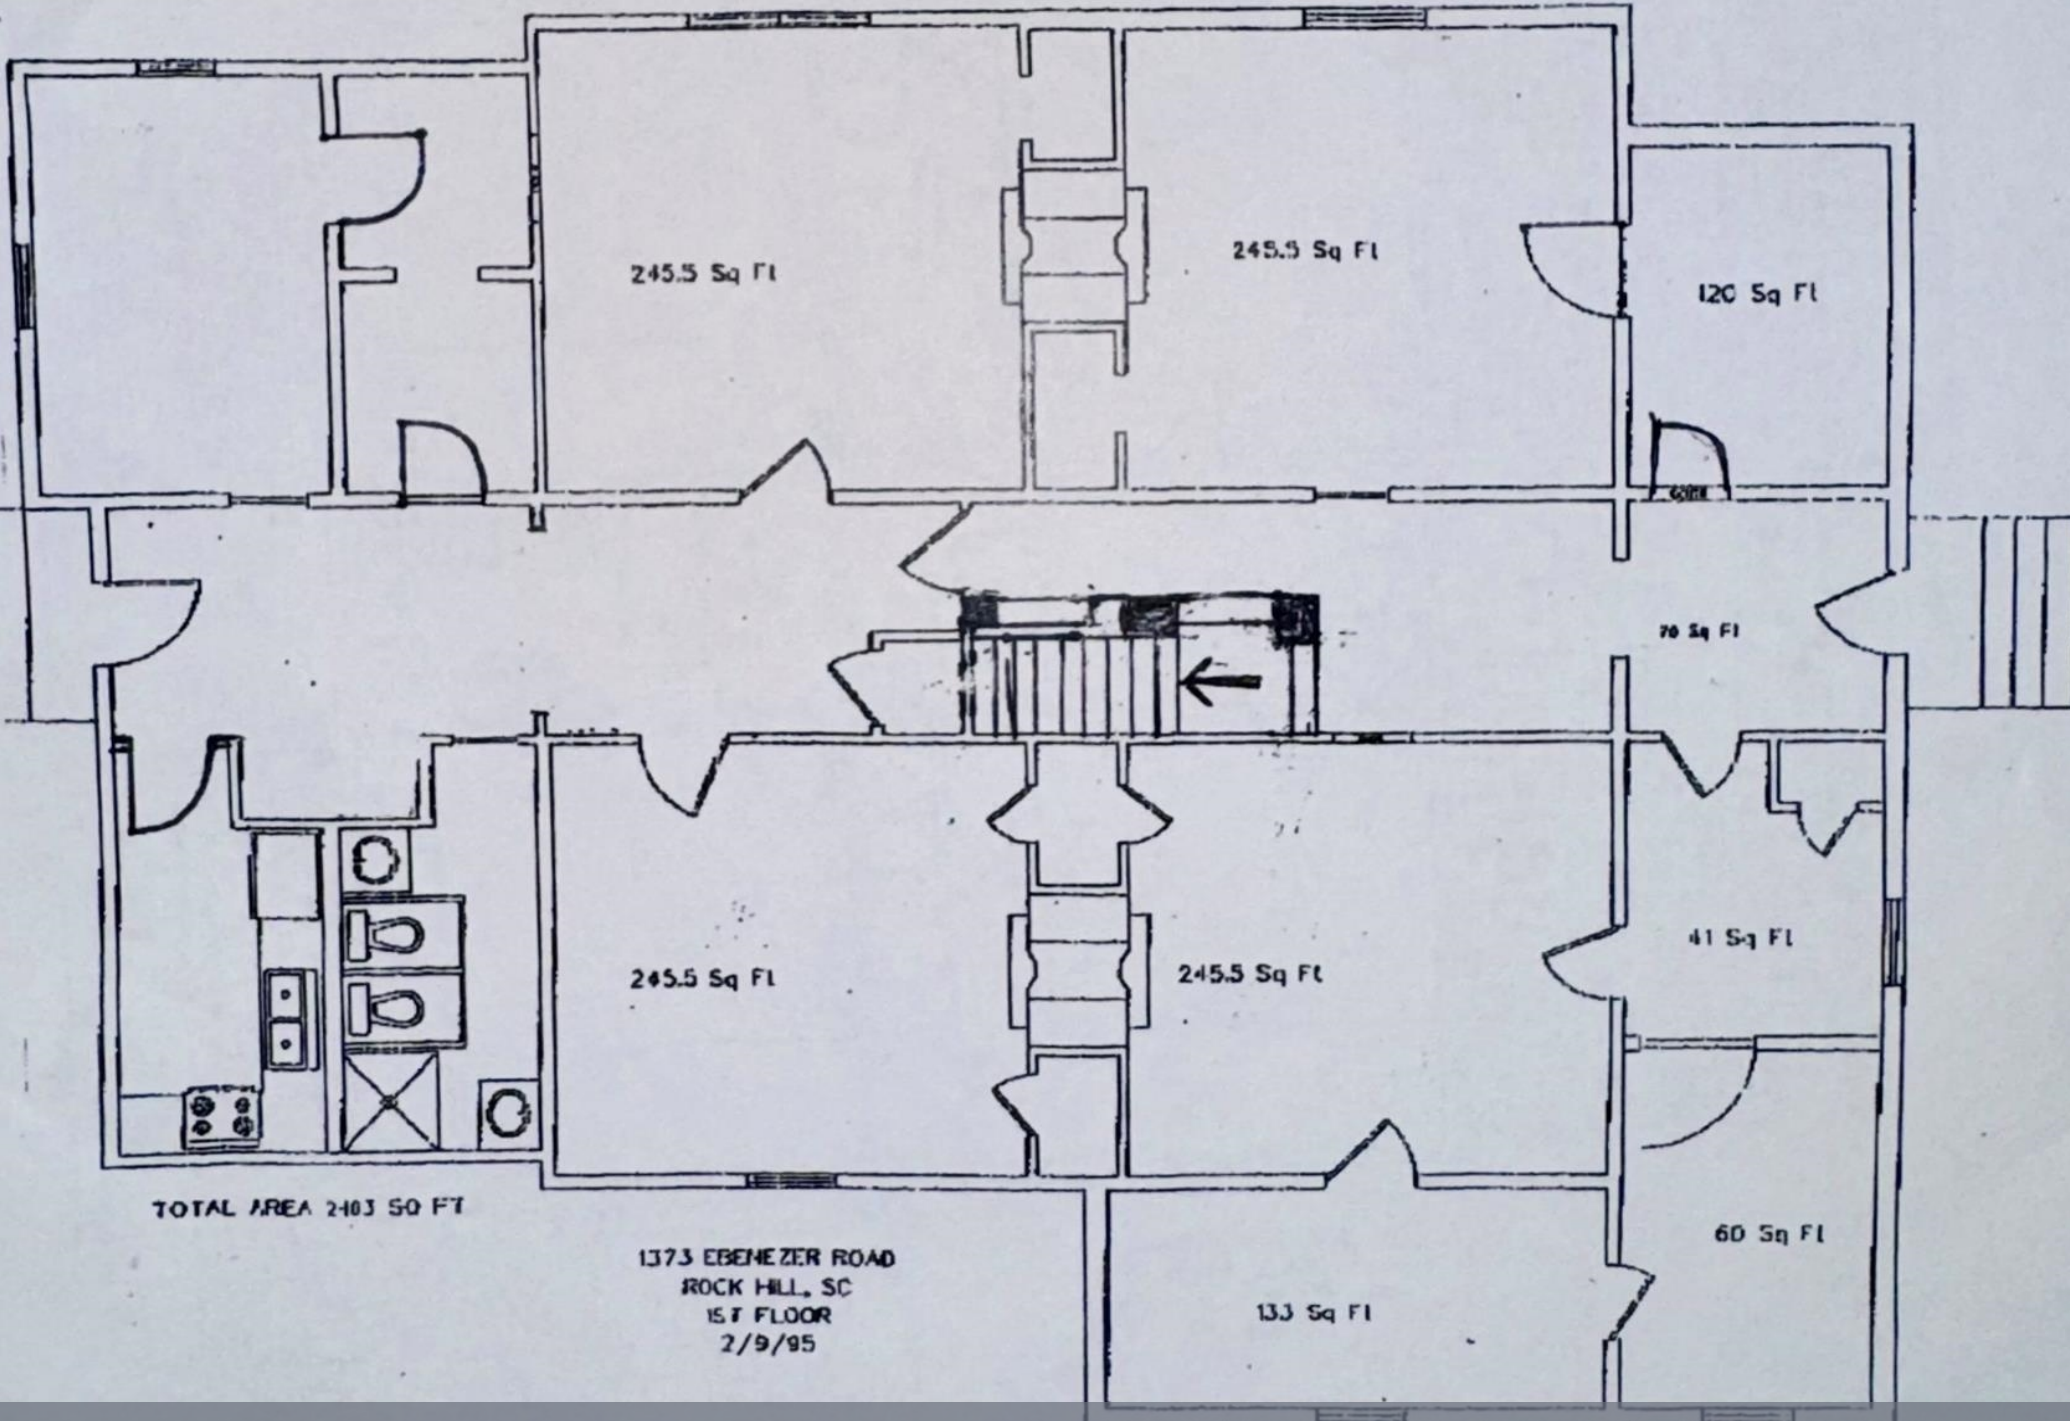 245.5 Sq Ft
245.5 Sq Ft
120 Sq Ft
70 Sq Ft
245.5 Sq Ft
245.5 Sq Ft
41 Sq Ft
60 Sq Ft
133 Sq Ft
TOTAL AREA 2403 SQ FT
1373 EBENEZER ROAD
ROCK HILL, SC
1ST FLOOR
2/9/95